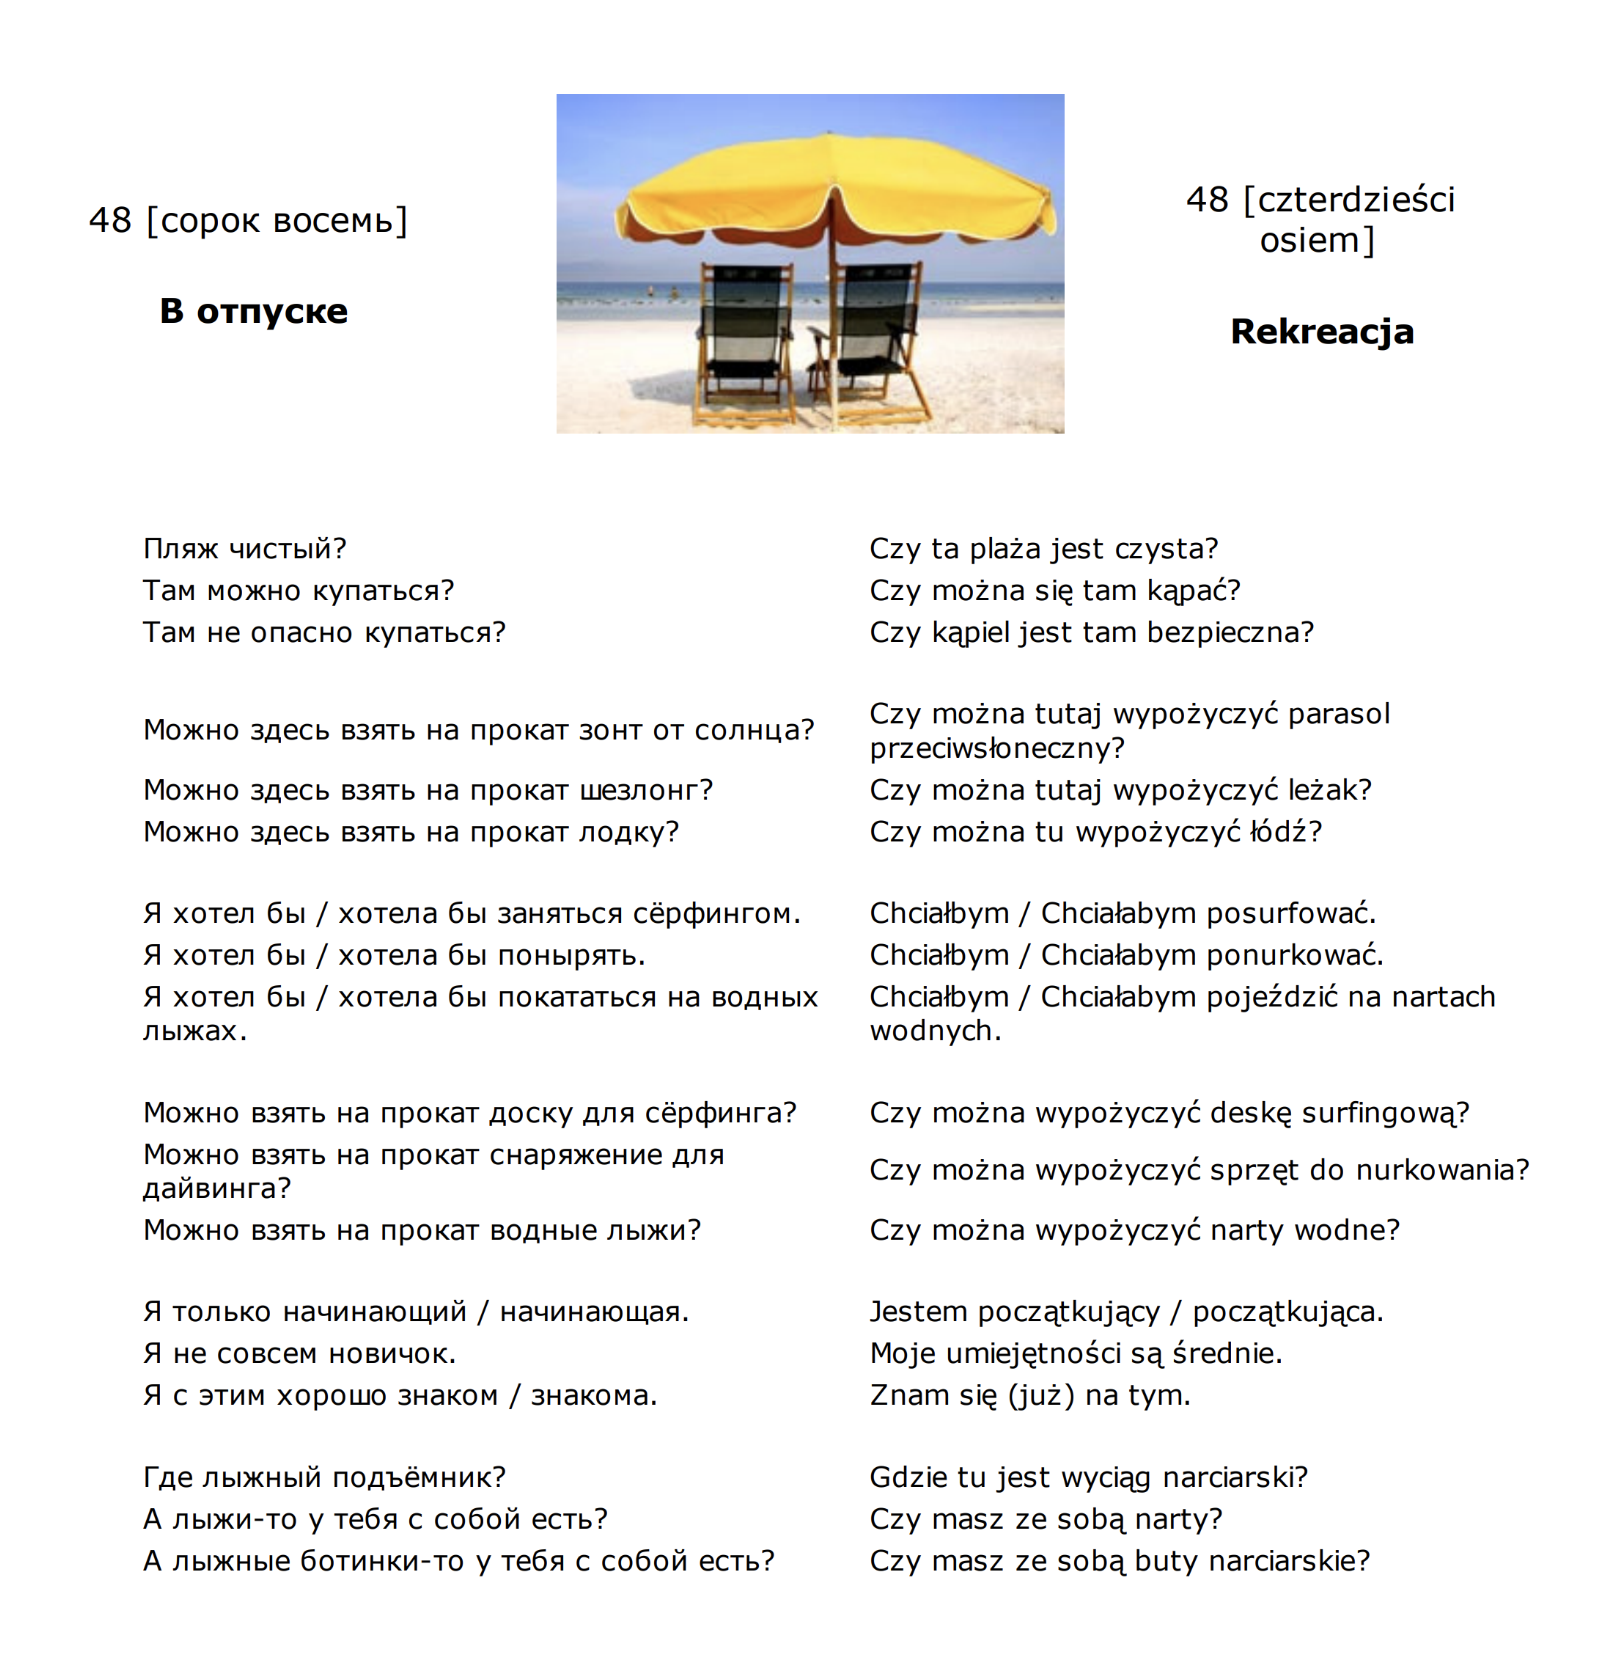 48 [сорок восемь]
В отпуске
48 [czterdzieści
osiem]
Rekreacja
Пляж чистый?
Czy ta plaża jest czysta?
Там можно купаться?
Czy można się tam kąpać?
Там не опасно купаться?
Czy kąpiel jest tam bezpieczna?
Можно здесь взять на прокат зонт от солнца?
Czy można tutaj wypożyczyć parasol
przeciwsłoneczny?
Можно здесь взять на прокат шезлонг?
Czy można tutaj wypożyczyć leżak?
Можно здесь взять на прокат лодку?
Czy można tu wypożyczyć łódź?
Я хотел бы / хотела бы заняться сёрфингом.
Chciałbym / Chciałabym posurfować.
Я хотел бы / хотела бы понырять.
Chciałbym / Chciałabym ponurkować.
Я хотел бы / хотела бы покататься на водных
лыжах.
Chciałbym / Chciałabym pojeździć na nartach
wodnych.
Можно взять на прокат доску для сёрфинга?
Czy można wypożyczyć deskę surfingową?
Можно взять на прокат снаряжение для
дайвинга?
Czy można wypożyczyć sprzęt do nurkowania?
Можно взять на прокат водные лыжи?
Czy można wypożyczyć narty wodne?
Я только начинающий / начинающая.
Jestem początkujący / początkująca.
Я не совсем новичок.
Moje umiejętności są średnie.
Я с этим хорошо знаком / знакома.
Znam się (już) na tym.
Где лыжный подъёмник?
Gdzie tu jest wyciąg narciarski?
А лыжи-то у тебя с собой есть?
Czy masz ze sobą narty?
А лыжные ботинки-то у тебя с собой есть?
Czy masz ze sobą buty narciarskie?